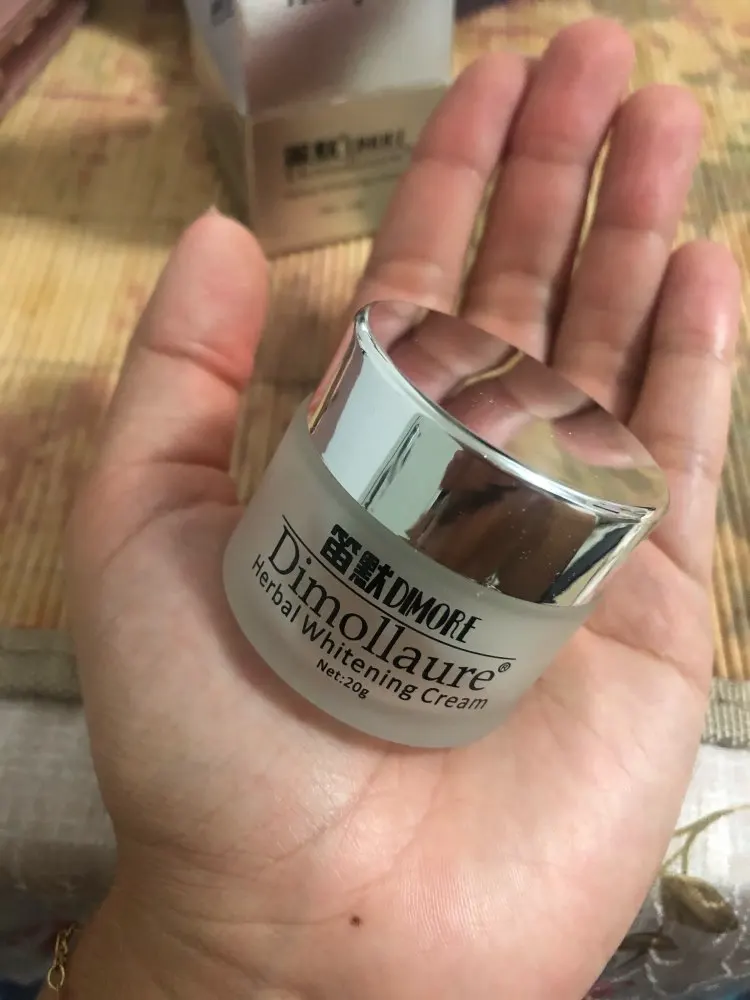 笛默DIMORE
Dimollaure®
Herbal Whitening Cream
Net:20g